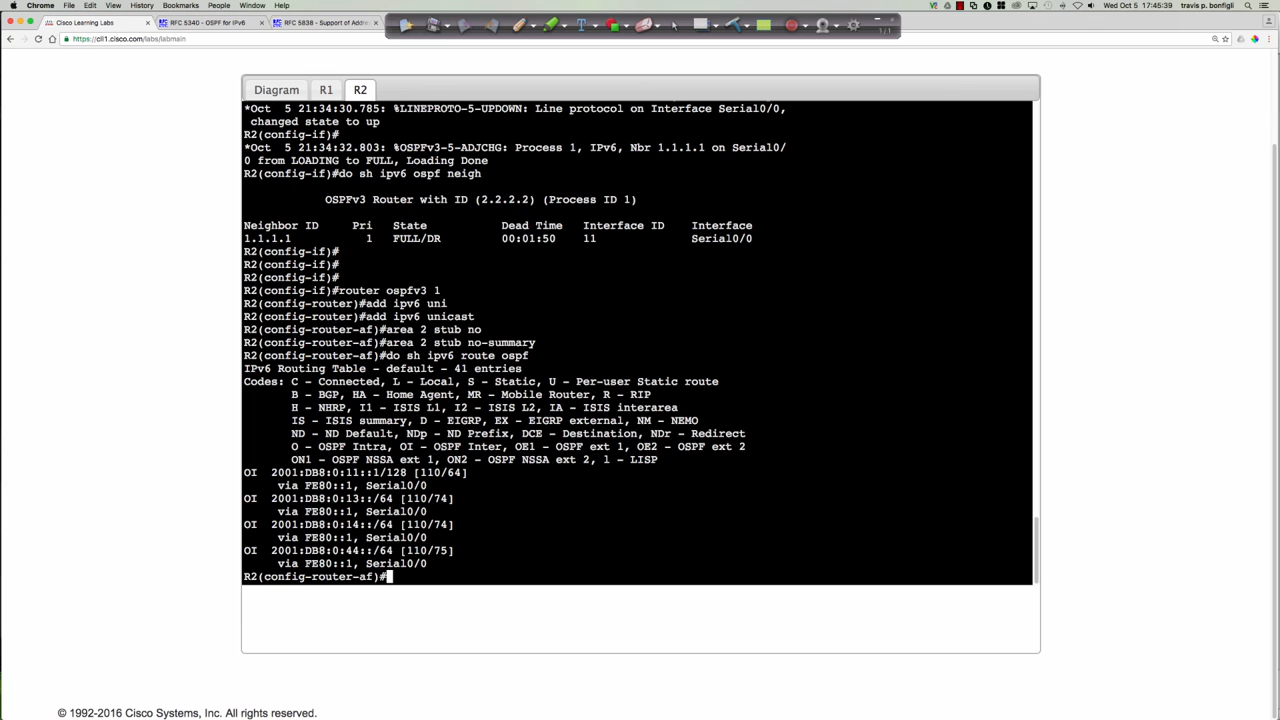 Chrome File Edit View History Bookmarks People Window Help
travis p. bonfigli
Wed Oct 5 17:45:39
Cisco Learning Labs
RFC 5340 - OSPF for IPv6
RFC 5838 - Support of Addre
https://cll1.cisco.com/labs/labmain
1/1
Diagram R1 R2
*Oct  5 21:34:30.785: %LINEPROTO-5-UPDOWN: Line protocol on Interface Serial0/0,
 changed state to up
R2(config-if)#
*Oct  5 21:34:32.803: %OSPFv3-5-ADJCHG: Process 1, IPv6, Nbr 1.1.1.1 on Serial0/
0 from LOADING to FULL, Loading Done
R2(config-if)#do sh ipv6 ospf neigh
OSPFv3 Router with ID (2.2.2.2) (Process ID 1)
Neighbor ID     Pri   State           Dead Time   Interface ID    Interface
1.1.1.1           1   FULL/DR         00:01:50    11              Serial0/0
R2(config-if)#
R2(config-if)#
R2(config-if)#
R2(config-if)#router ospfv3 1
R2(config-router)#add ipv6 uni
R2(config-router)#add ipv6 unicast
R2(config-router-af)#area 2 stub no
R2(config-router-af)#area 2 stub no-summary
R2(config-router-af)#do sh ipv6 route ospf
IPv6 Routing Table - default - 41 entries
Codes: C - Connected, L - Local, S - Static, U - Per-user Static route
       B - BGP, HA - Home Agent, MR - Mobile Router, R - RIP
       H - NHRP, I1 - ISIS L1, I2 - ISIS L2, IA - ISIS interarea
       IS - ISIS summary, D - EIGRP, EX - EIGRP external, NM - NEMO
       ND - ND Default, NDp - ND Prefix, DCE - Destination, NDr - Redirect
       O - OSPF Intra, OI - OSPF Inter, OE1 - OSPF ext 1, OE2 - OSPF ext 2
       ON1 - OSPF NSSA ext 1, ON2 - OSPF NSSA ext 2, l - LISP
OI  2001:DB8:0:11::1/128 [110/64]
     via FE80::1, Serial0/0
OI  2001:DB8:0:13::/64 [110/74]
     via FE80::1, Serial0/0
OI  2001:DB8:0:14::/64 [110/74]
     via FE80::1, Serial0/0
OI  2001:DB8:0:44::/64 [110/75]
     via FE80::1, Serial0/0
R2(config-router-af)#
© 1992-2016 Cisco Systems, Inc. All rights reserved.